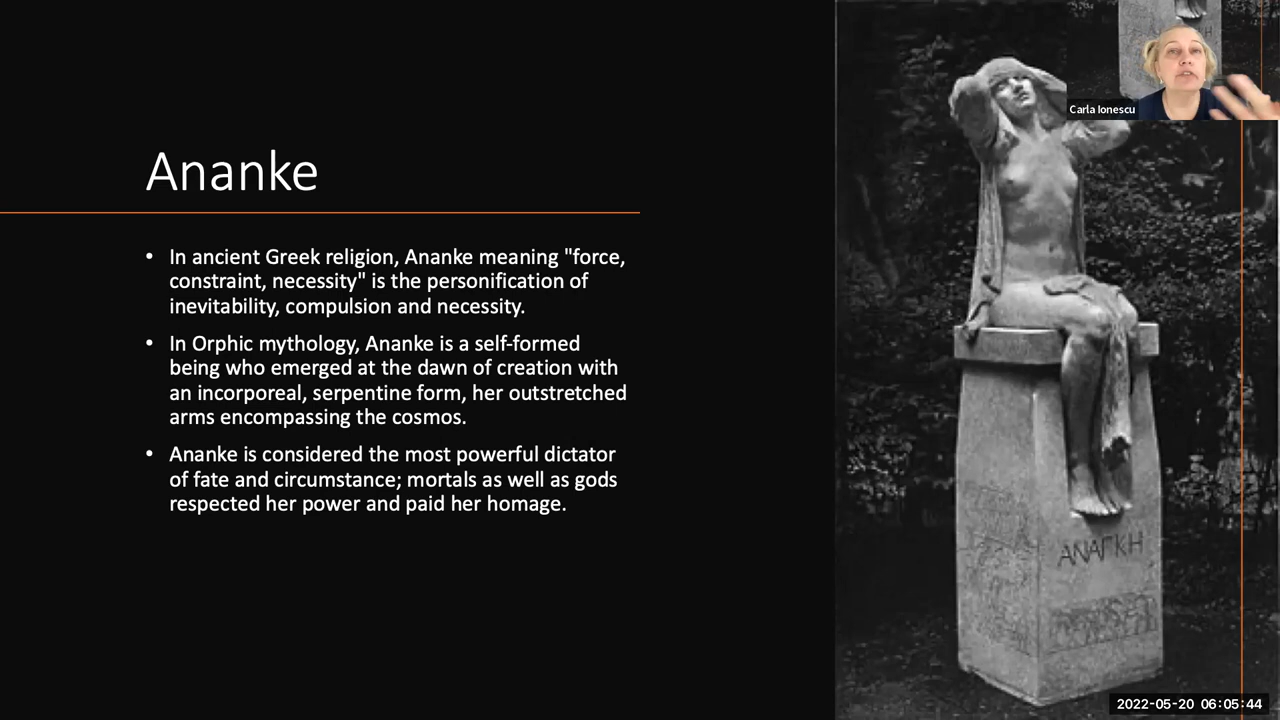 Carla Ionescu
Ananke
• In ancient Greek religion, Ananke meaning "force,
constraint, necessity" is the personification of
inevitability, compulsion and necessity.
• In Orphic mythology, Ananke is a self-formed
being who emerged at the dawn of creation with
an incorporeal, serpentine form, her outstretched
arms encompassing the cosmos.
• Ananke is considered the most powerful dictator
of fate and circumstance; mortals as well as gods
respected her power and paid her homage.
ΑΝΑΓΚΗ
2022-05-20 06:05:44